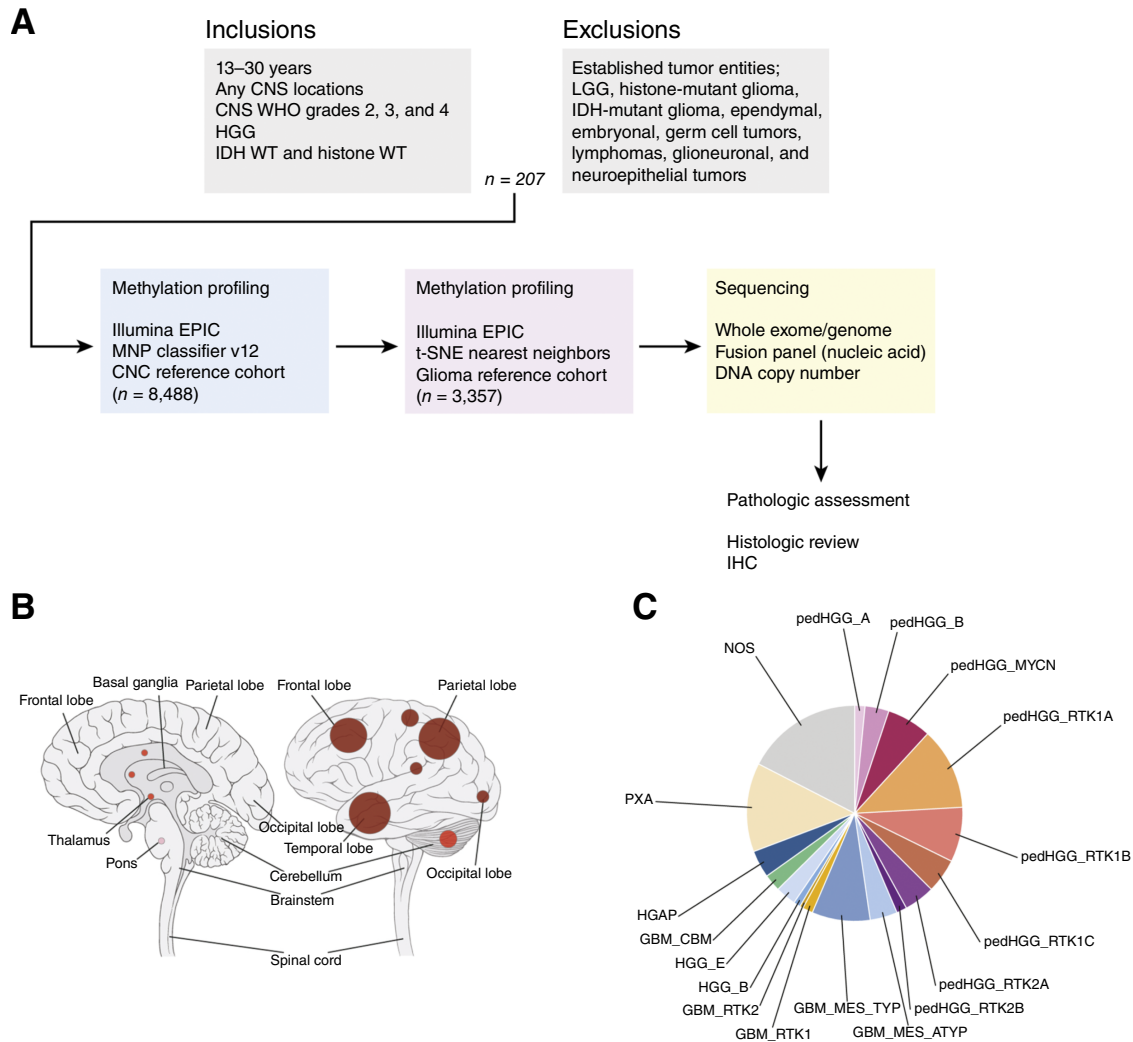 A
Inclusions
13–30 years
Any CNS locations
CNS WHO grades 2, 3, and 4
HGG
IDH WT and histone WT
Exclusions
Established tumor entities;
LGG, histone-mutant glioma,
IDH-mutant glioma, ependymal,
embryonal, germ cell tumors,
lymphomas, glioneuronal, and
neuroepithelial tumors
n = 207
Methylation profiling
Illumina EPIC
MNP classifier v12
CNC reference cohort
(n = 8,488)
Methylation profiling
Illumina EPIC
t-SNE nearest neighbors
Glioma reference cohort
(n = 3,357)
Sequencing
Whole exome/genome
Fusion panel (nucleic acid)
DNA copy number
Pathologic assessment
Histologic review
IHC
B
Frontal lobe
Basal ganglia
Parietal lobe
Frontal lobe
Parietal lobe
Thalamus
Pons
Occipital lobe
Temporal lobe
Cerebellum
Brainstem
Occipital lobe
Spinal cord
C
pedHGG_A
pedHGG_B
NOS
pedHGG_MYCN
pedHGG_RTK1A
PXA
pedHGG_RTK1B
HGAP
GBM_CBM
pedHGG_RTK1C
HGG_E
HGG_B
pedHGG_RTK2A
GBM_RTK2
GBM_MES_TYP
pedHGG_RTK2B
GBM_RTK1
GBM_MES_ATYP